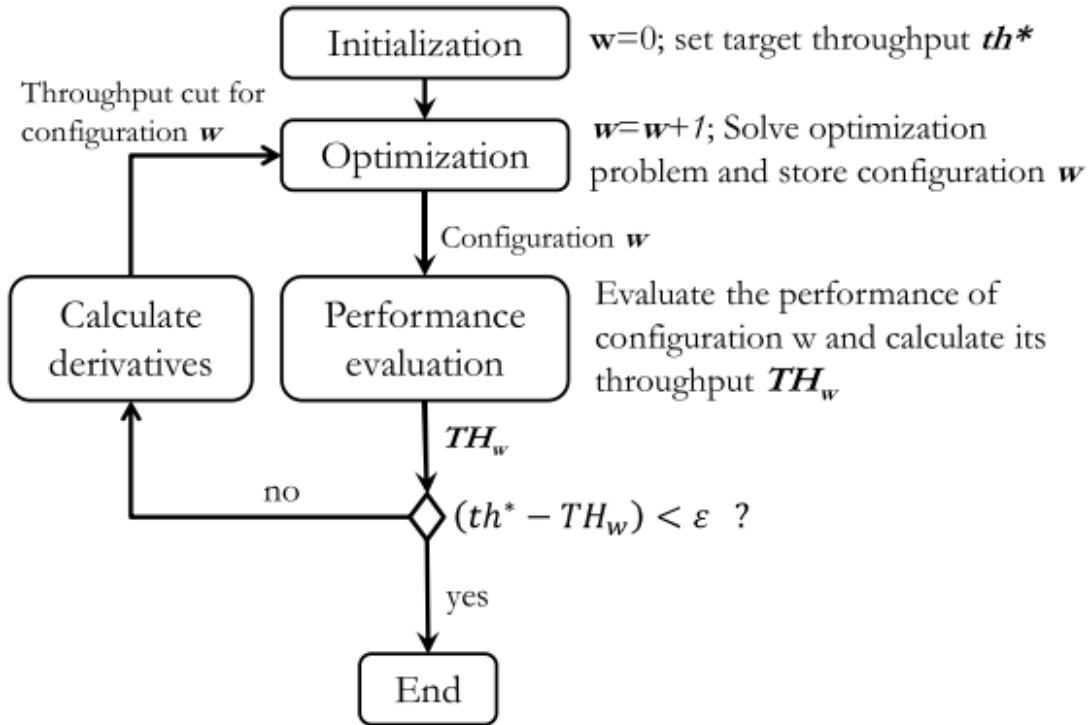 Initialization
w=0; set target throughput th*
Throughput cut for
configuration w
Optimization
w=w+1; Solve optimization
problem and store configuration w
Configuration w
Calculate
derivatives
Performance
evaluation
Evaluate the performance of
configuration w and calculate its
throughput TH_w
TH_w
no
(th* − TH_w) < ε ?
yes
End